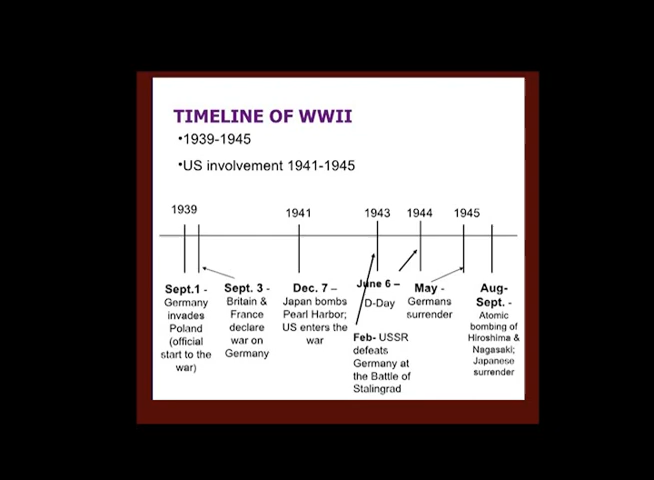 TIMELINE OF WWII
•1939-1945
•US involvement 1941-1945
1939
1941
1943
1944
1945
Sept.1 -
Germany
invades
Poland
(official
start to the
war)
Sept. 3 -
Britain &
France
declare
war on
Germany
Dec. 7 –
Japan bombs
Pearl Harbor;
US enters the
war
June 6 –
D-Day
Feb- USSR
defeats
Germany at
the Battle of
Stalingrad
May -
Germans
surrender
Aug-
Sept. -
Atomic
bombing of
Hiroshima &
Nagasaki;
Japanese
surrender